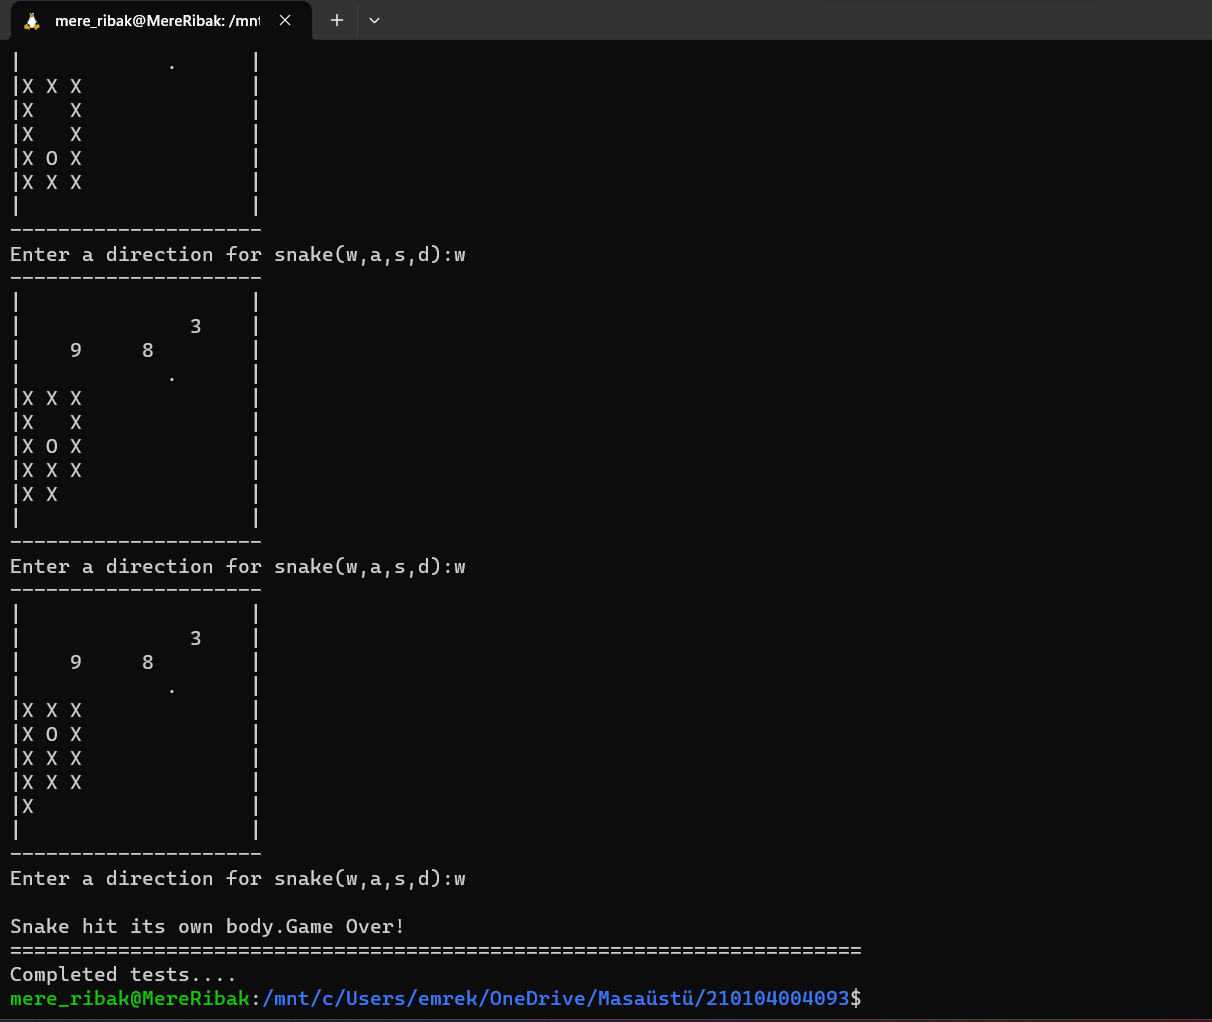 mere_ribak@MereRibak: /mnt
|            .      |
|X X X              |
|X   X              |
|X   X              |
|X O X              |
|X X X              |
|                   |
---------------------
Enter a direction for snake(w,a,s,d):w
---------------------
|                   |
|              3    |
|    9     8        |
|            .      |
|X X X              |
|X   X              |
|X O X              |
|X X X              |
|X X                |
|                   |
---------------------
Enter a direction for snake(w,a,s,d):w
---------------------
|                   |
|              3    |
|    9     8        |
|            .      |
|X X X              |
|X O X              |
|X X X              |
|X X X              |
|X                  |
|                   |
---------------------
Enter a direction for snake(w,a,s,d):w

Snake hit its own body.Game Over!
=======================================================================
Completed tests....
mere_ribak@MereRibak:/mnt/c/Users/emrek/OneDrive/Masaüstü/210104004093$